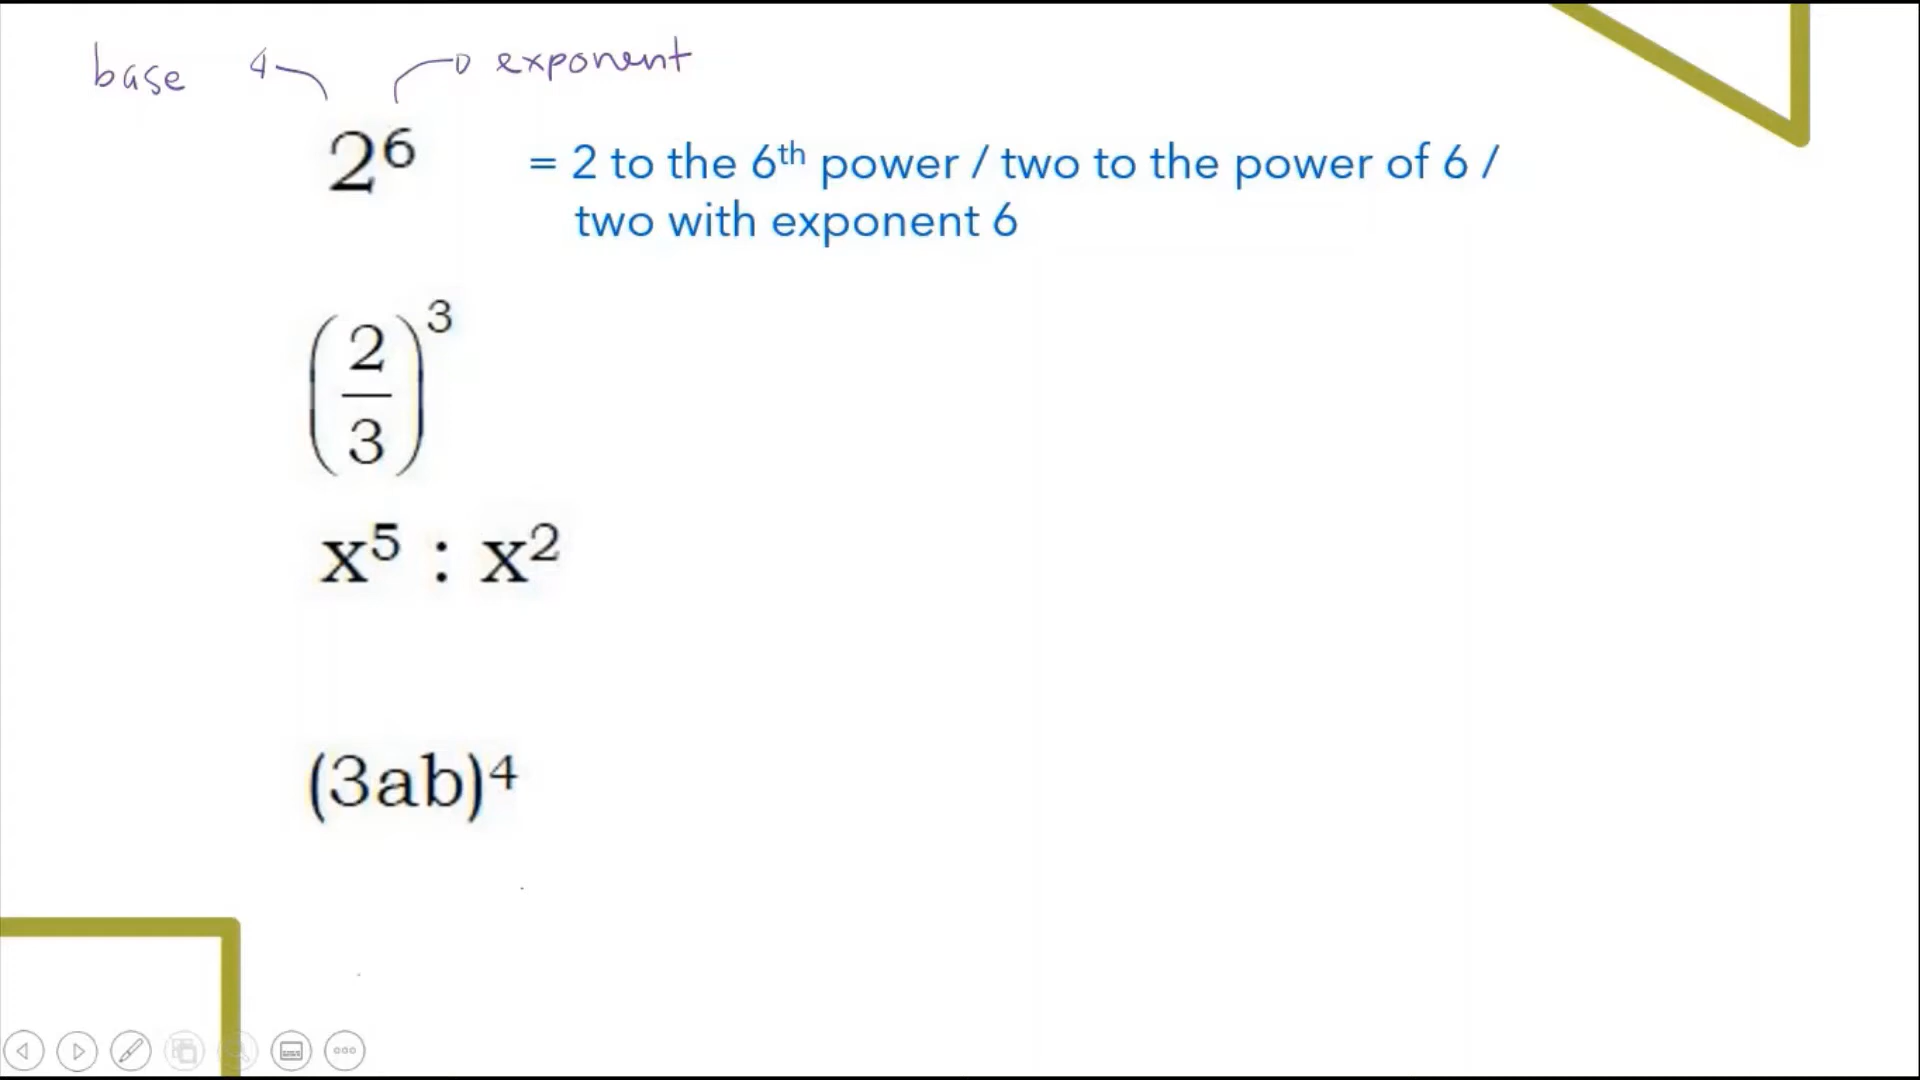 base exponent
2⁶ = 2 to the 6th power / two to the power of 6 /
two with exponent 6
(2/3)³
x⁵ : x²
(3ab)⁴